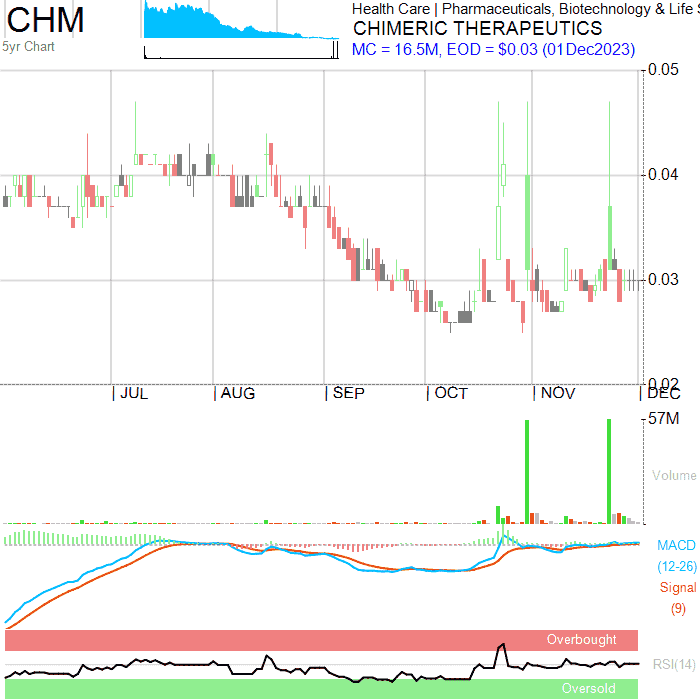 CHM
5yr Chart
Health Care | Pharmaceuticals, Biotechnology & Life S
CHIMERIC THERAPEUTICS
MC = 16.5M, EOD = $0.03 (01Dec2023)
0.05
0.04
0.03
0.02
JUL AUG SEP OCT NOV DEC
57M
Volume
MACD
(12-26)
Signal
(9)
Overbought
RSI(14)
Oversold